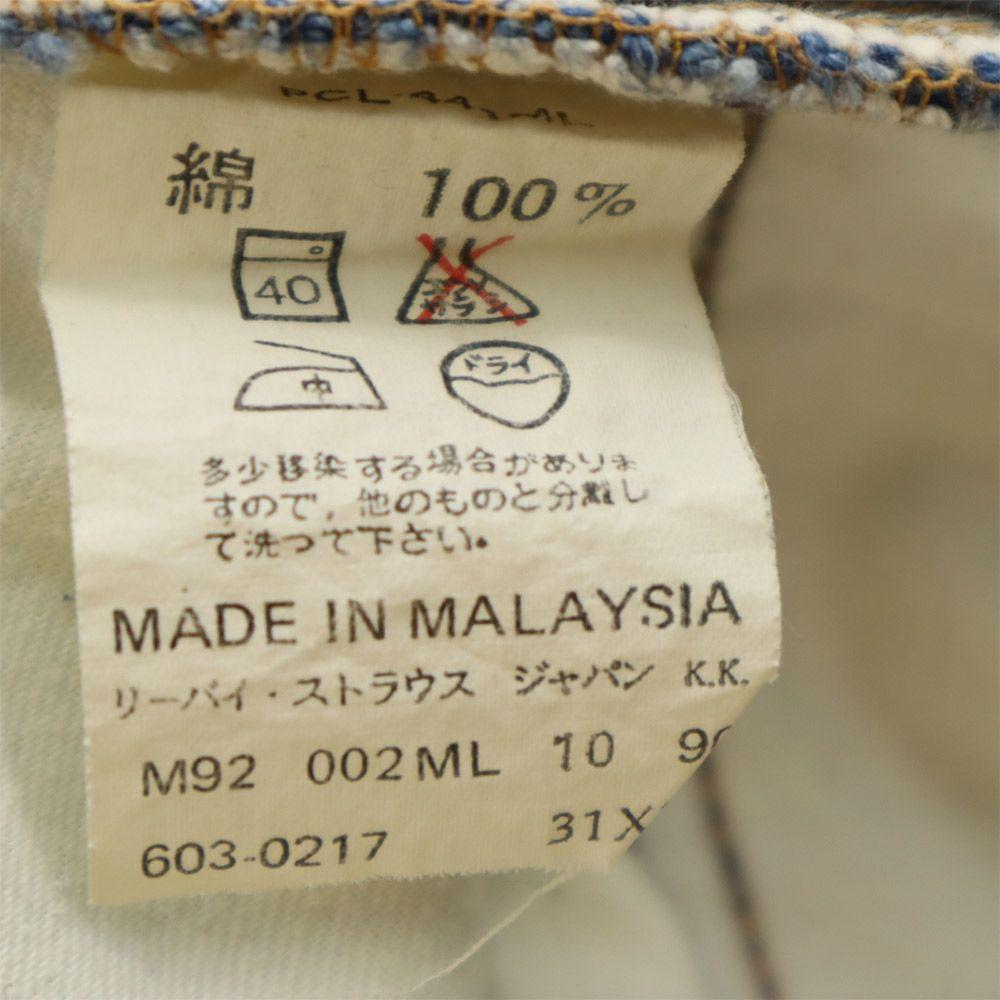 綿 100%
40
中 ドライ
多少移染する場合がありま
すので, 他のものと分離し
て洗って下さい。
MADE IN MALAYSIA
リーバイ・ストラウス ジャパン K.K.
M92 002ML 10
603-0217 31X